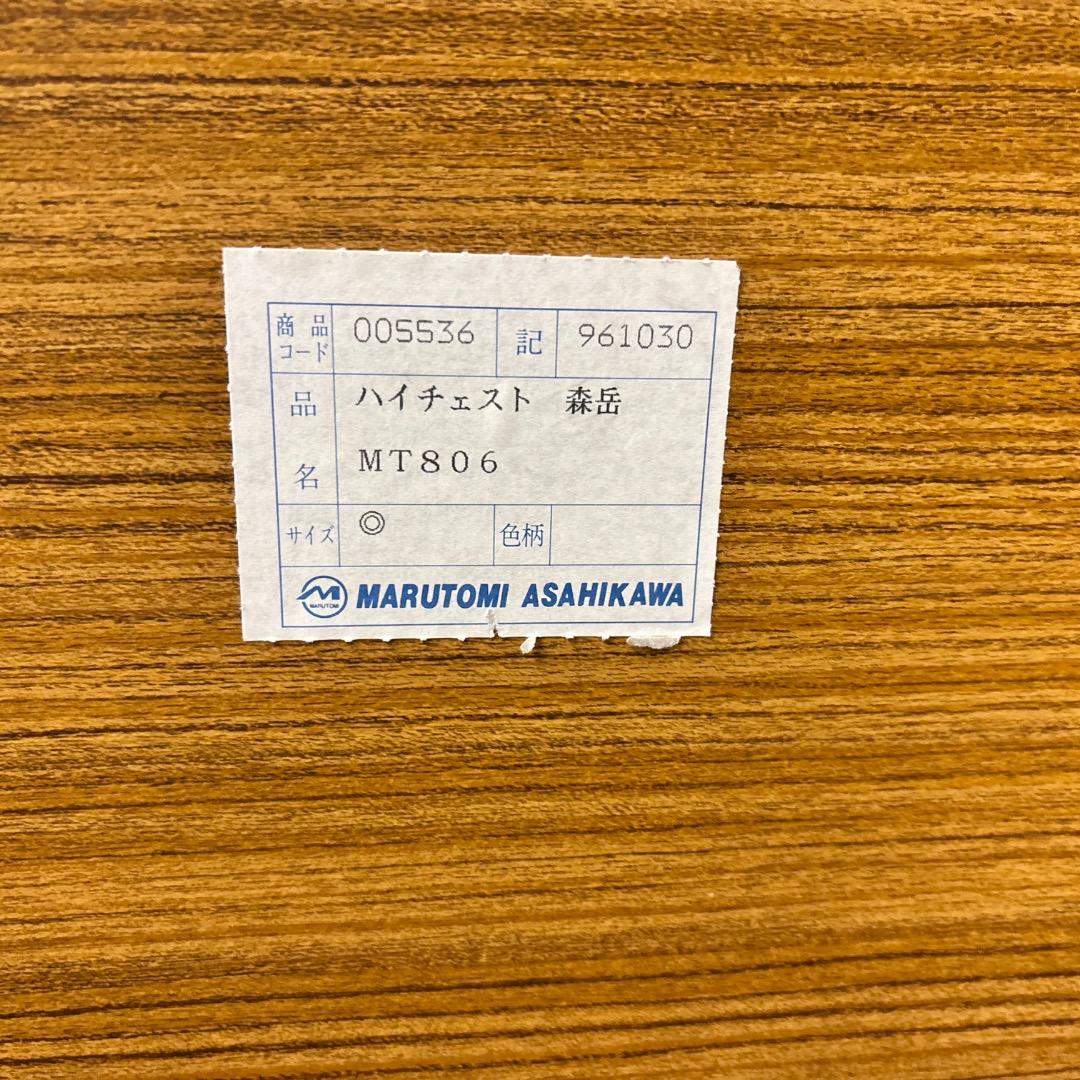 商品コード 005536 記 961030
品名 ハイチェスト 森岳
MT806
サイズ ◎ 色柄
MARUTOMI MARUTOMI ASAHIKAWA